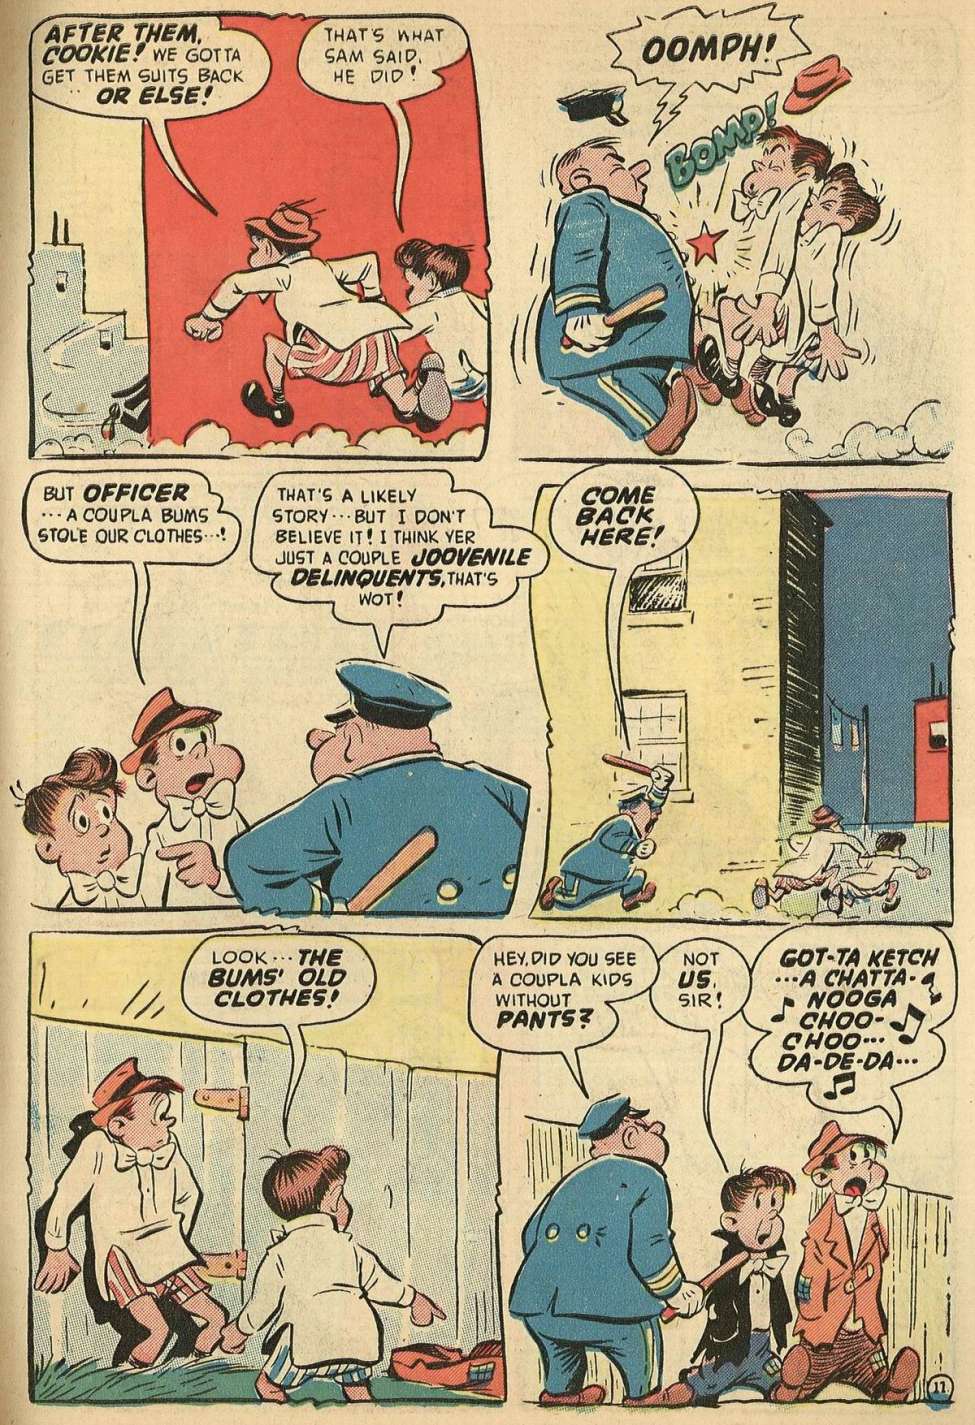 AFTER THEM,
COOKIE! WE GOTTA
GET THEM SUITS BACK
·· OR ELSE!
THAT'S WHAT
SAM SAID,
HE DID!
OOMPH!
BOMP!
BUT OFFICER
··· A COUPLA BUMS
STOLE OUR CLOTHES···!
THAT'S A LIKELY
STORY··· BUT I DON'T
BELIEVE IT! I THINK YER
JUST A COUPLE JOOVENILE
DELINQUENTS, THAT'S
WOT!
COME
BACK
HERE!
LOOK··· THE
BUMS' OLD
CLOTHES!
HEY, DID YOU SEE
A COUPLA KIDS
WITHOUT
PANTS?
NOT
US,
SIR!
GOT-TA KETCH
···A CHATTA-
NOOGA
CHOO-
CHOO···
DA-DE-DA···
11